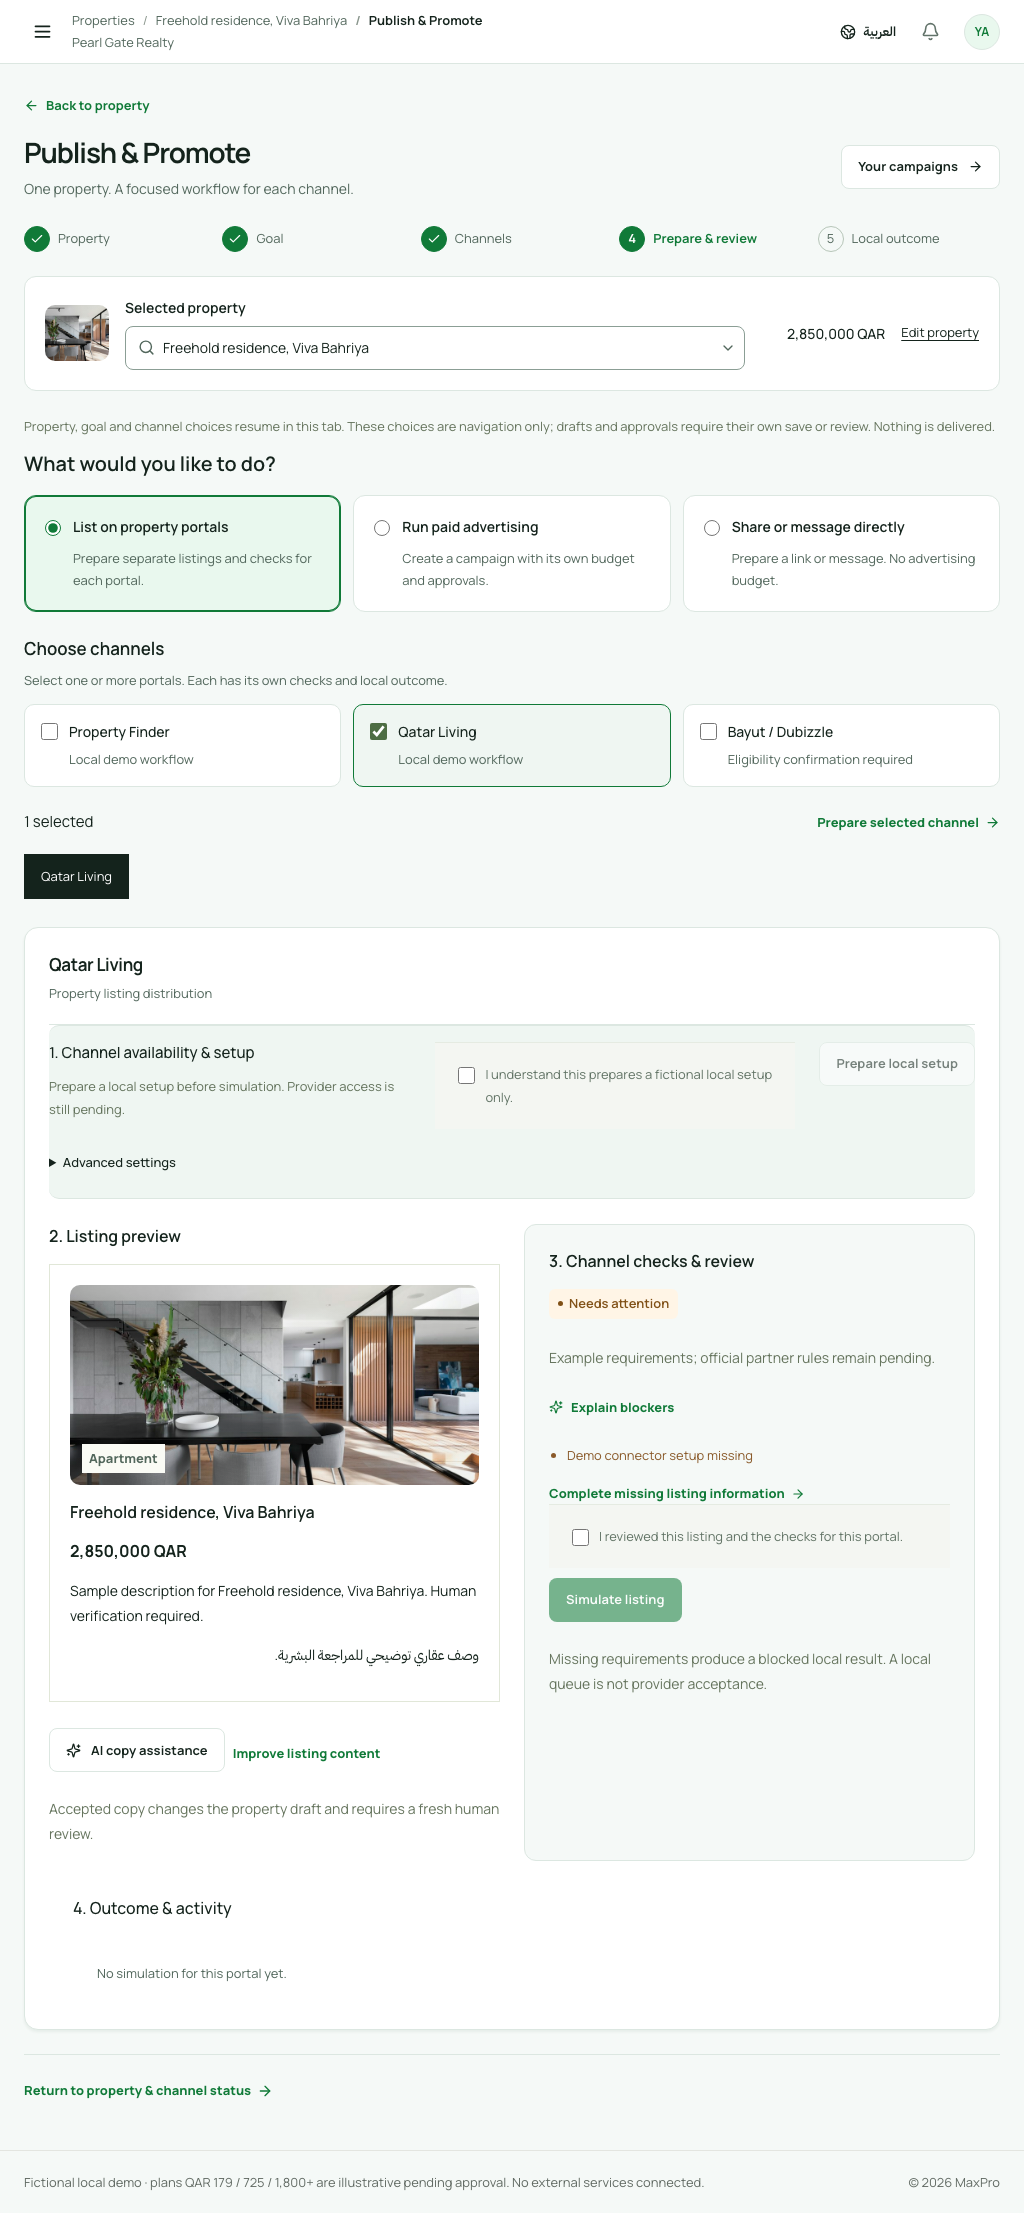 Properties / Freehold residence, Viva Bahriya / Publish & Promote
Pearl Gate Realty
العربية
YA
Back to property
Publish & Promote
One property. A focused workflow for each channel.
Your campaigns
Property
Goal
Channels
4 Prepare & review
5 Local outcome
Selected property
Freehold residence, Viva Bahriya
2,850,000 QAR
Edit property
Property, goal and channel choices resume in this tab. These choices are navigation only; drafts and approvals require their own save or review. Nothing is delivered.
What would you like to do?
List on property portals
Prepare separate listings and checks for
each portal.
Run paid advertising
Create a campaign with its own budget
and approvals.
Share or message directly
Prepare a link or message. No advertising
budget.
Choose channels
Select one or more portals. Each has its own checks and local outcome.
Property Finder
Local demo workflow
Qatar Living
Local demo workflow
Bayut / Dubizzle
Eligibility confirmation required
1 selected
Prepare selected channel
Qatar Living
Qatar Living
Property listing distribution
1. Channel availability & setup
Prepare a local setup before simulation. Provider access is
still pending.
I understand this prepares a fictional local setup
only.
Prepare local setup
Advanced settings
2. Listing preview
Apartment
Freehold residence, Viva Bahriya
2,850,000 QAR
Sample description for Freehold residence, Viva Bahriya. Human
verification required.
وصف عقاري توضيحي للمراجعة البشرية.
AI copy assistance
Improve listing content
Accepted copy changes the property draft and requires a fresh human
review.
3. Channel checks & review
Needs attention
Example requirements; official partner rules remain pending.
Explain blockers
Demo connector setup missing
Complete missing listing information
I reviewed this listing and the checks for this portal.
Simulate listing
Missing requirements produce a blocked local result. A local
queue is not provider acceptance.
4. Outcome & activity
No simulation for this portal yet.
Return to property & channel status
Fictional local demo · plans QAR 179 / 725 / 1,800+ are illustrative pending approval. No external services connected.
© 2026 MaxPro